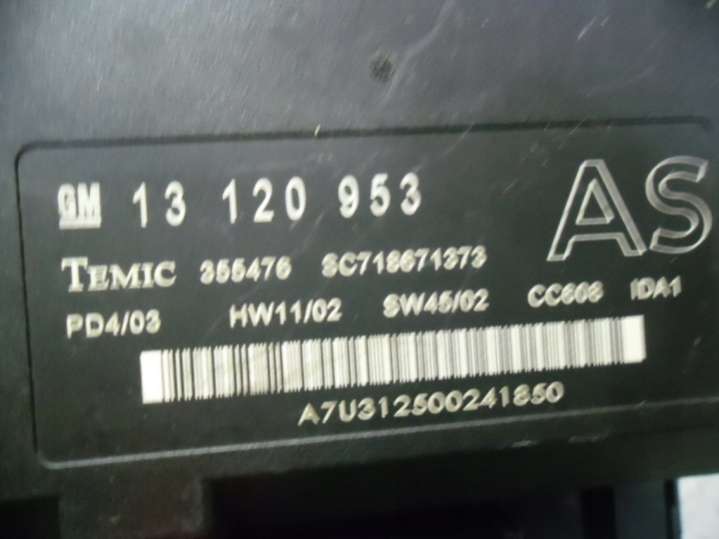 GM 13 120 953 AS
TEMIC 355476 SC718671373
PD4/03 HW11/02 SW45/02 CC608 IDA1
A7U312500241850